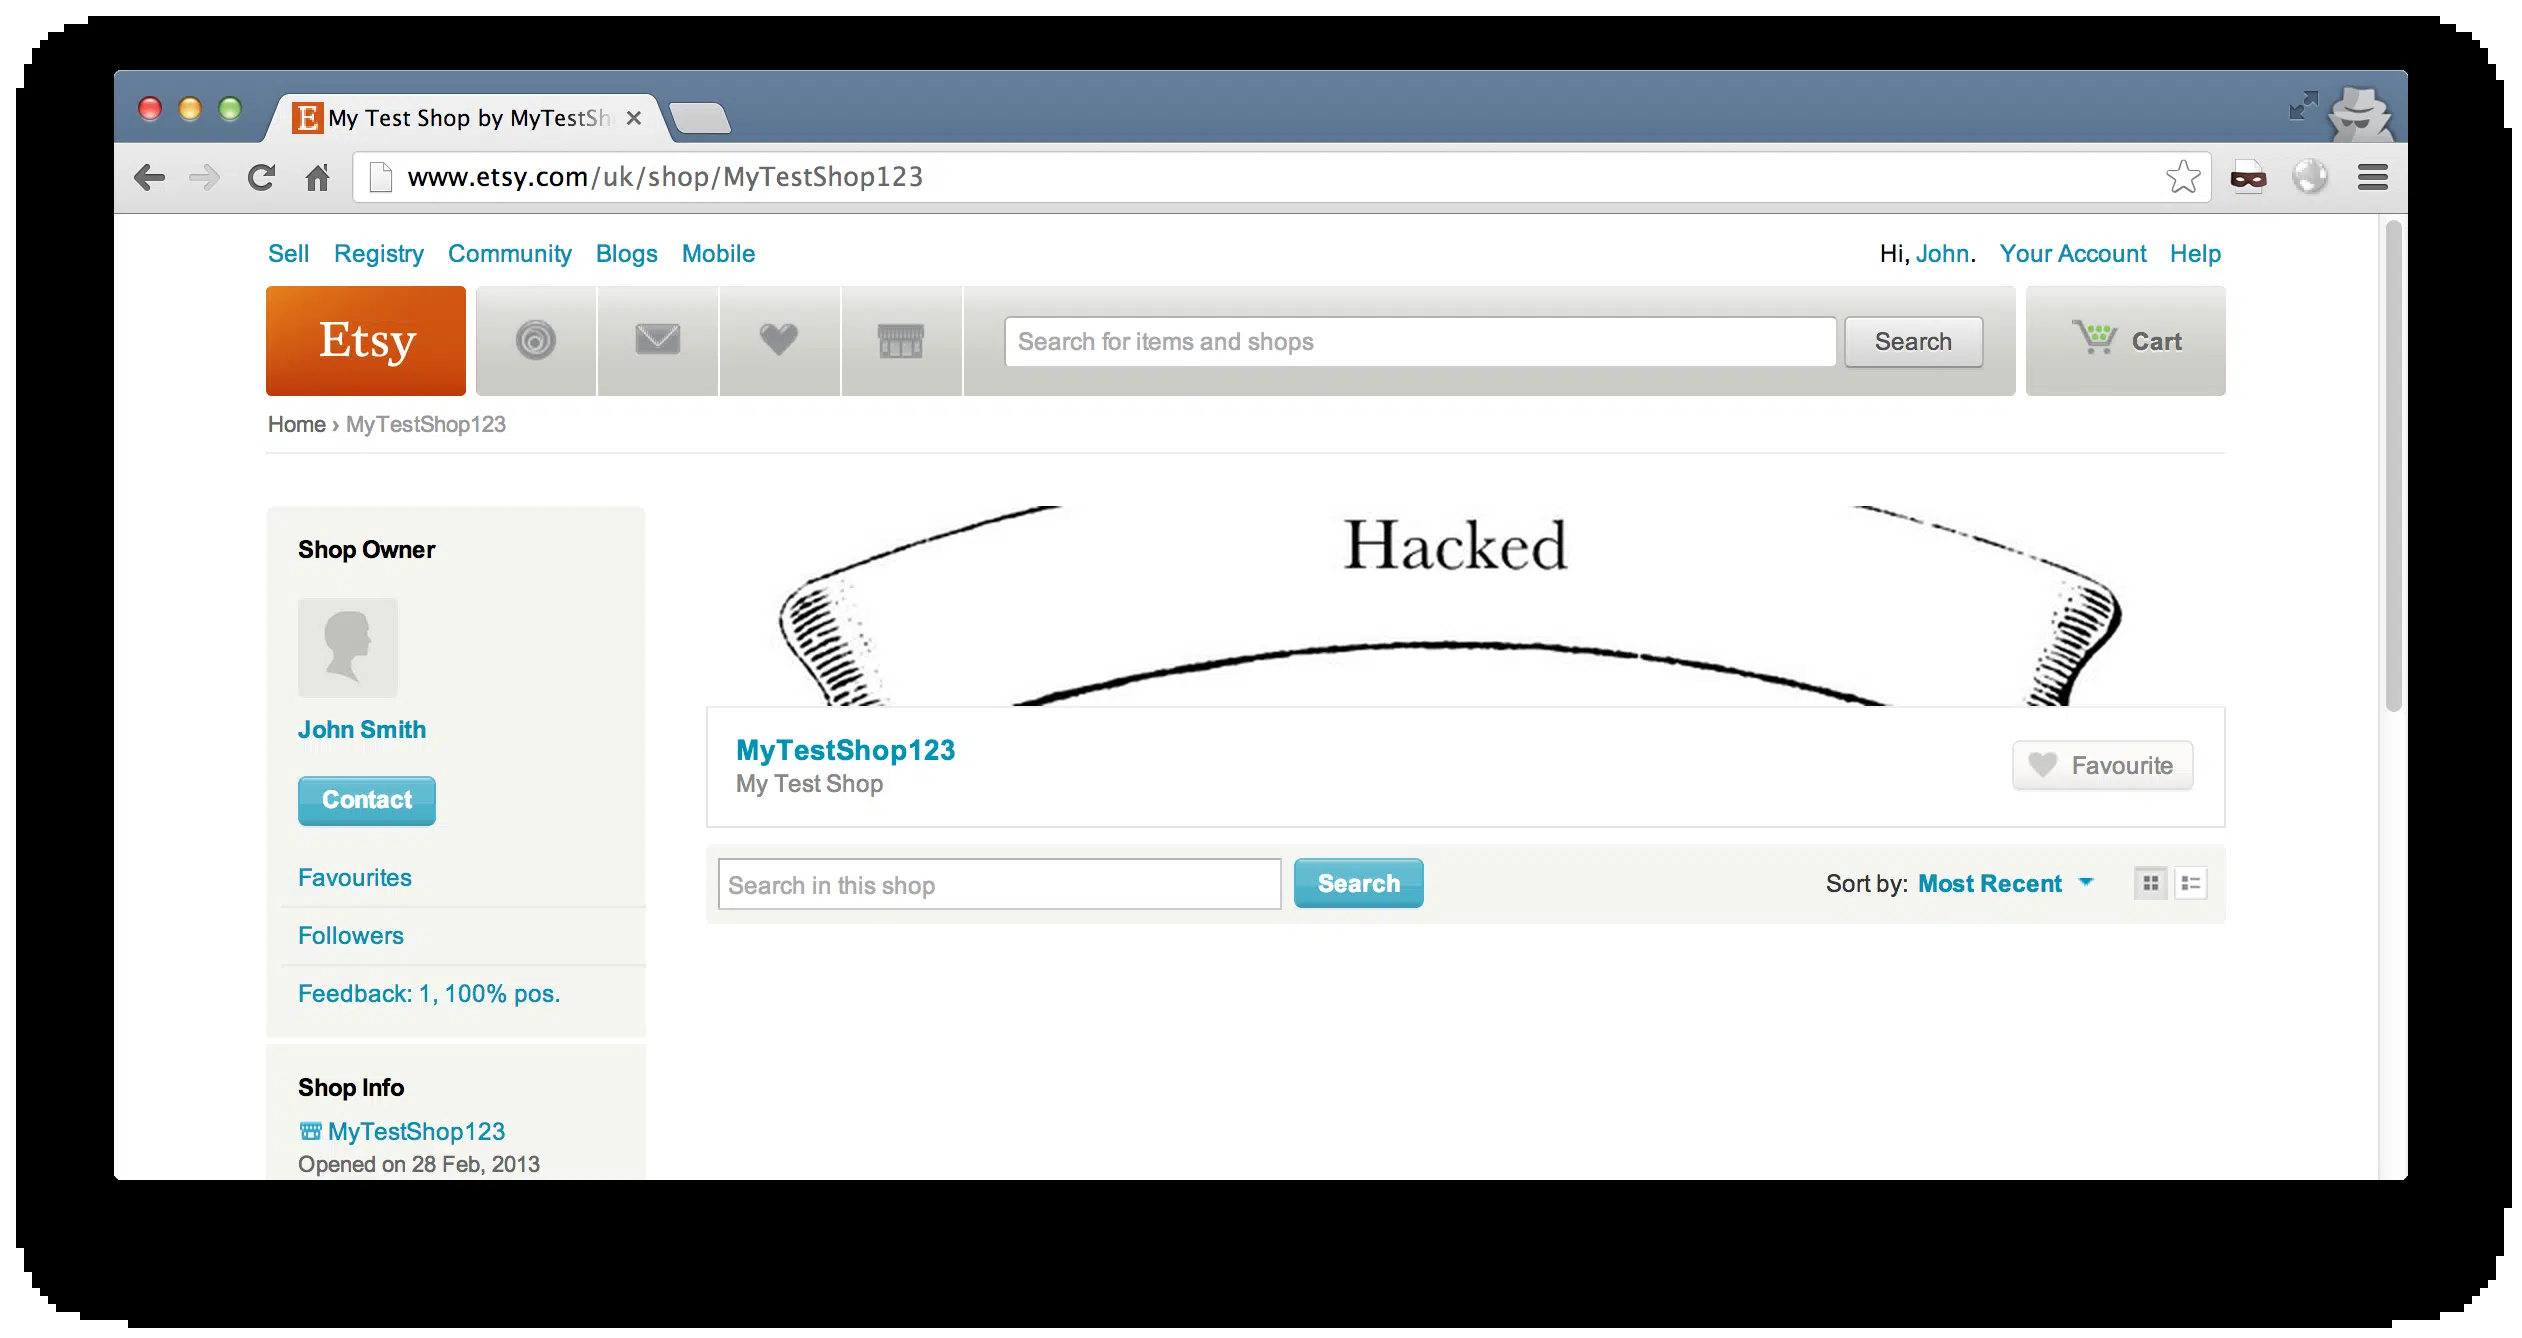 My Test Shop by MyTestSh
www.etsy.com/uk/shop/MyTestShop123
Sell Registry Community Blogs Mobile
Hi, John. Your Account Help
Etsy
Search for items and shops
Search
Cart
Home › MyTestShop123
Shop Owner
John Smith
Contact
Favourites
Followers
Feedback: 1, 100% pos.
Shop Info
MyTestShop123
Opened on 28 Feb, 2013
Hacked
MyTestShop123
My Test Shop
Favourite
Search in this shop
Search
Sort by: Most Recent